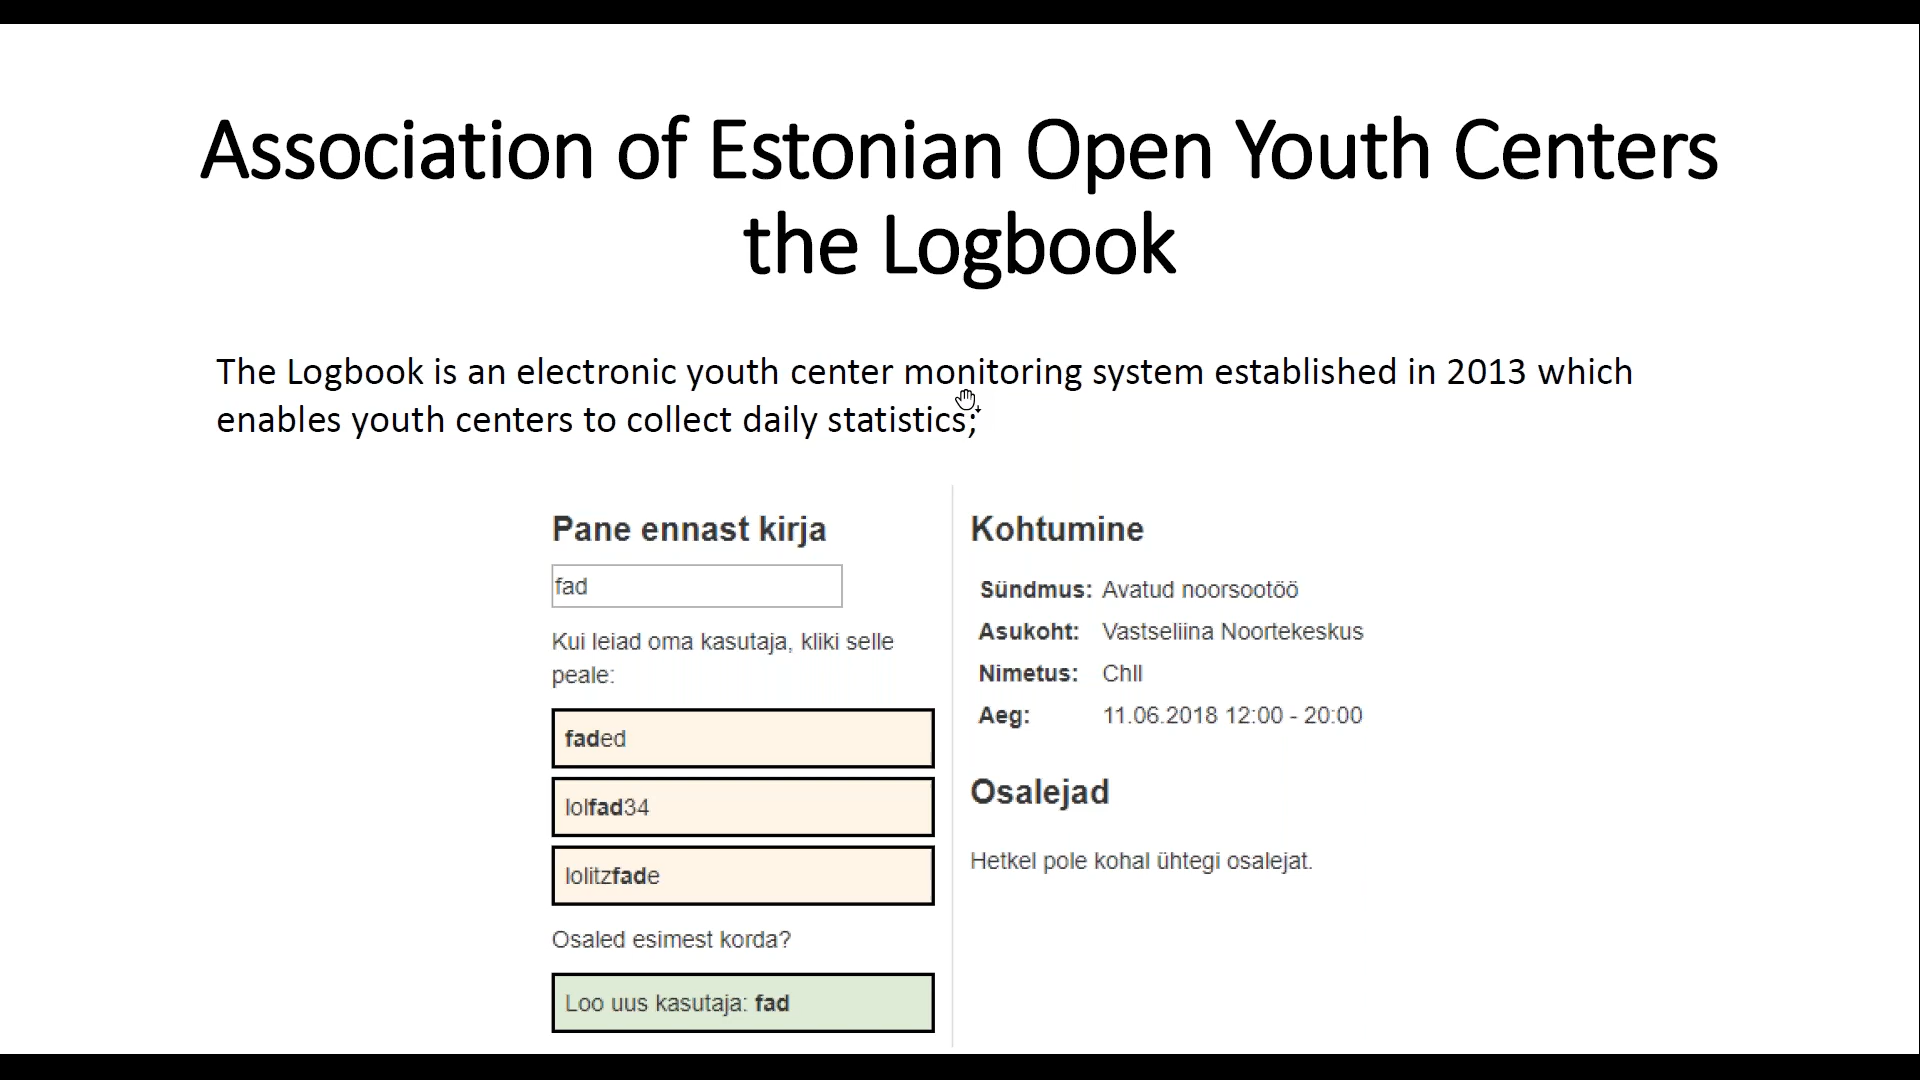 Association of Estonian Open Youth Centers
the Logbook
The Logbook is an electronic youth center monitoring system established in 2013 which
enables youth centers to collect daily statistics;
Pane ennast kirja
fad
Kui leiad oma kasutaja, kliki selle
peale:
faded
lolfad34
lolitzfade
Osaled esimest korda?
Loo uus kasutaja: fad
Kohtumine
Sündmus: Avatud noorsootöö
Asukoht: Vastseliina Noortekeskus
Nimetus: Chll
Aeg: 11.06.2018 12:00 - 20:00
Osalejad
Hetkel pole kohal ühtegi osalejat.